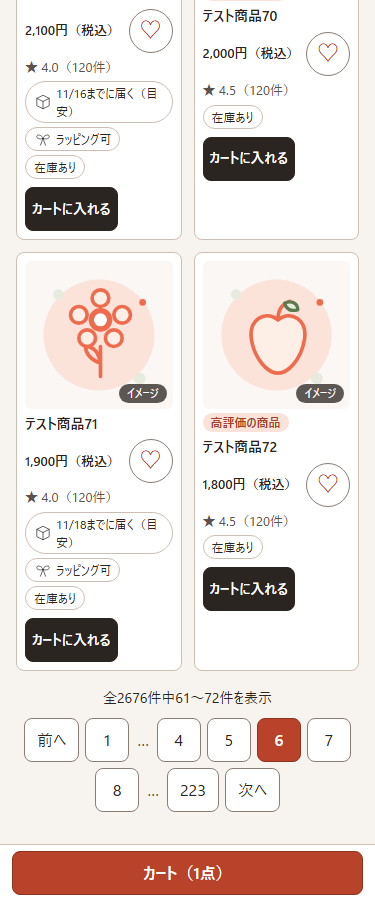 2,100円（税込）
★ 4.0（120件）
11/16までに届く（目
安）
ラッピング可
在庫あり
カートに入れる
テスト商品70
2,000円（税込）
★ 4.5（120件）
在庫あり
カートに入れる
イメージ
テスト商品71
1,900円（税込）
★ 4.0（120件）
11/18までに届く（目
安）
ラッピング可
在庫あり
カートに入れる
イメージ
高評価の商品
テスト商品72
1,800円（税込）
★ 4.5（120件）
在庫あり
カートに入れる
全2676件中61〜72件を表示
前へ 1 … 4 5 6 7
8 … 223 次へ
カート（1点）